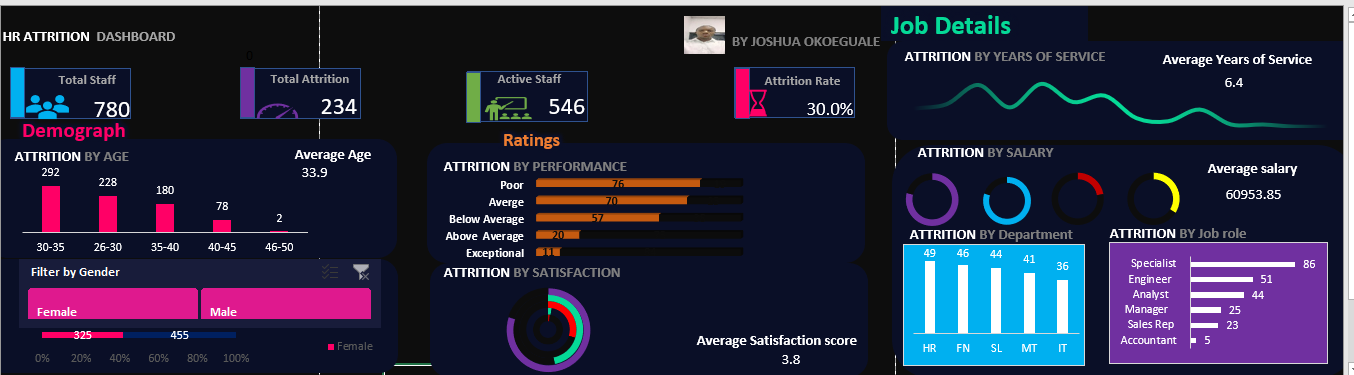 HR ATTRITION DASHBOARD
BY JOSHUA OKOEGUALE
Job Details
0
Total Staff
780
Total Attrition
234
Active Staff
546
Attrition Rate
30.0%
ATTRITION BY YEARS OF SERVICE
Average Years of Service
6.4
Demograph
ATTRITION BY AGE
Average Age
33.9
292
228
180
78
2
30-35 26-30 35-40 40-45 46-50
Filter by Gender
Female
Male
325 455
0% 20% 40% 60% 80% 100%
Female
Ratings
ATTRITION BY PERFORMANCE
Poor 76
Averge 70
Below Average 57
Above Average 20
Exceptional 11
ATTRITION BY SATISFACTION
Average Satisfaction score
3.8
ATTRITION BY SALARY
Average salary
60953.85
ATTRITION BY Department
49 46 44 41 36
HR FN SL MT IT
ATTRITION BY Job role
Specialist 86
Engineer 51
Analyst 44
Manager 25
Sales Rep 23
Accountant 5